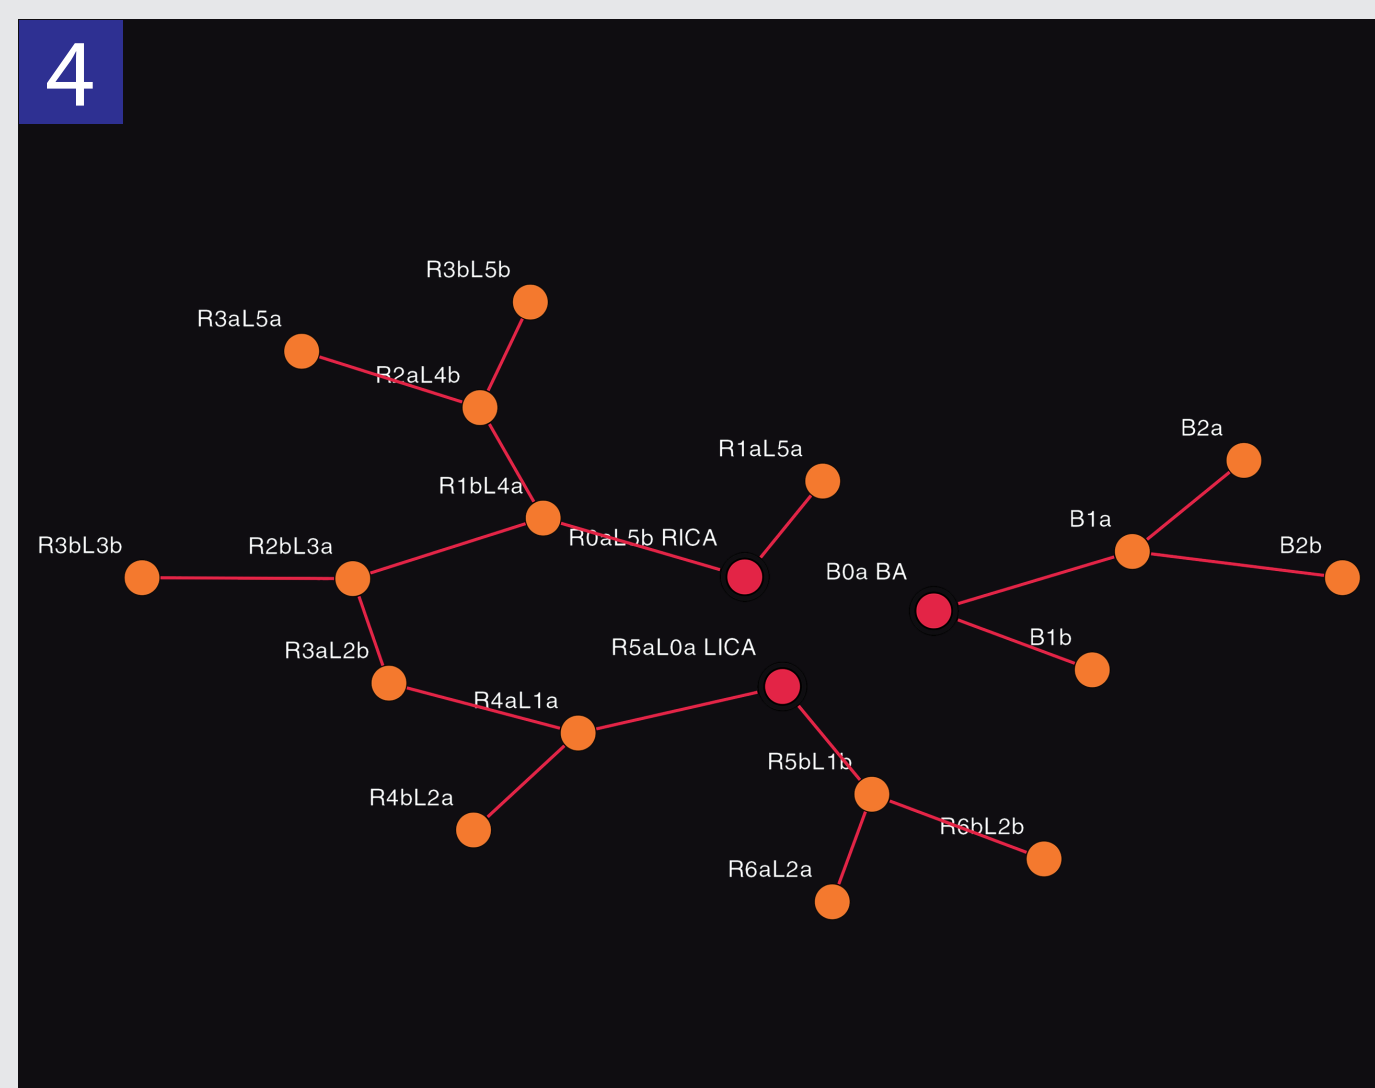 4
R3bL5b
R3aL5a
R2aL4b
B2a
R1aL5a
R1bL4a
B1a
R0aL5b RICA
R3bL3b
R2bL3a
B2b
B0a BA
B1b
R5aL0a LICA
R3aL2b
R4aL1a
R5bL1b
R4bL2a
R6bL2b
R6aL2a